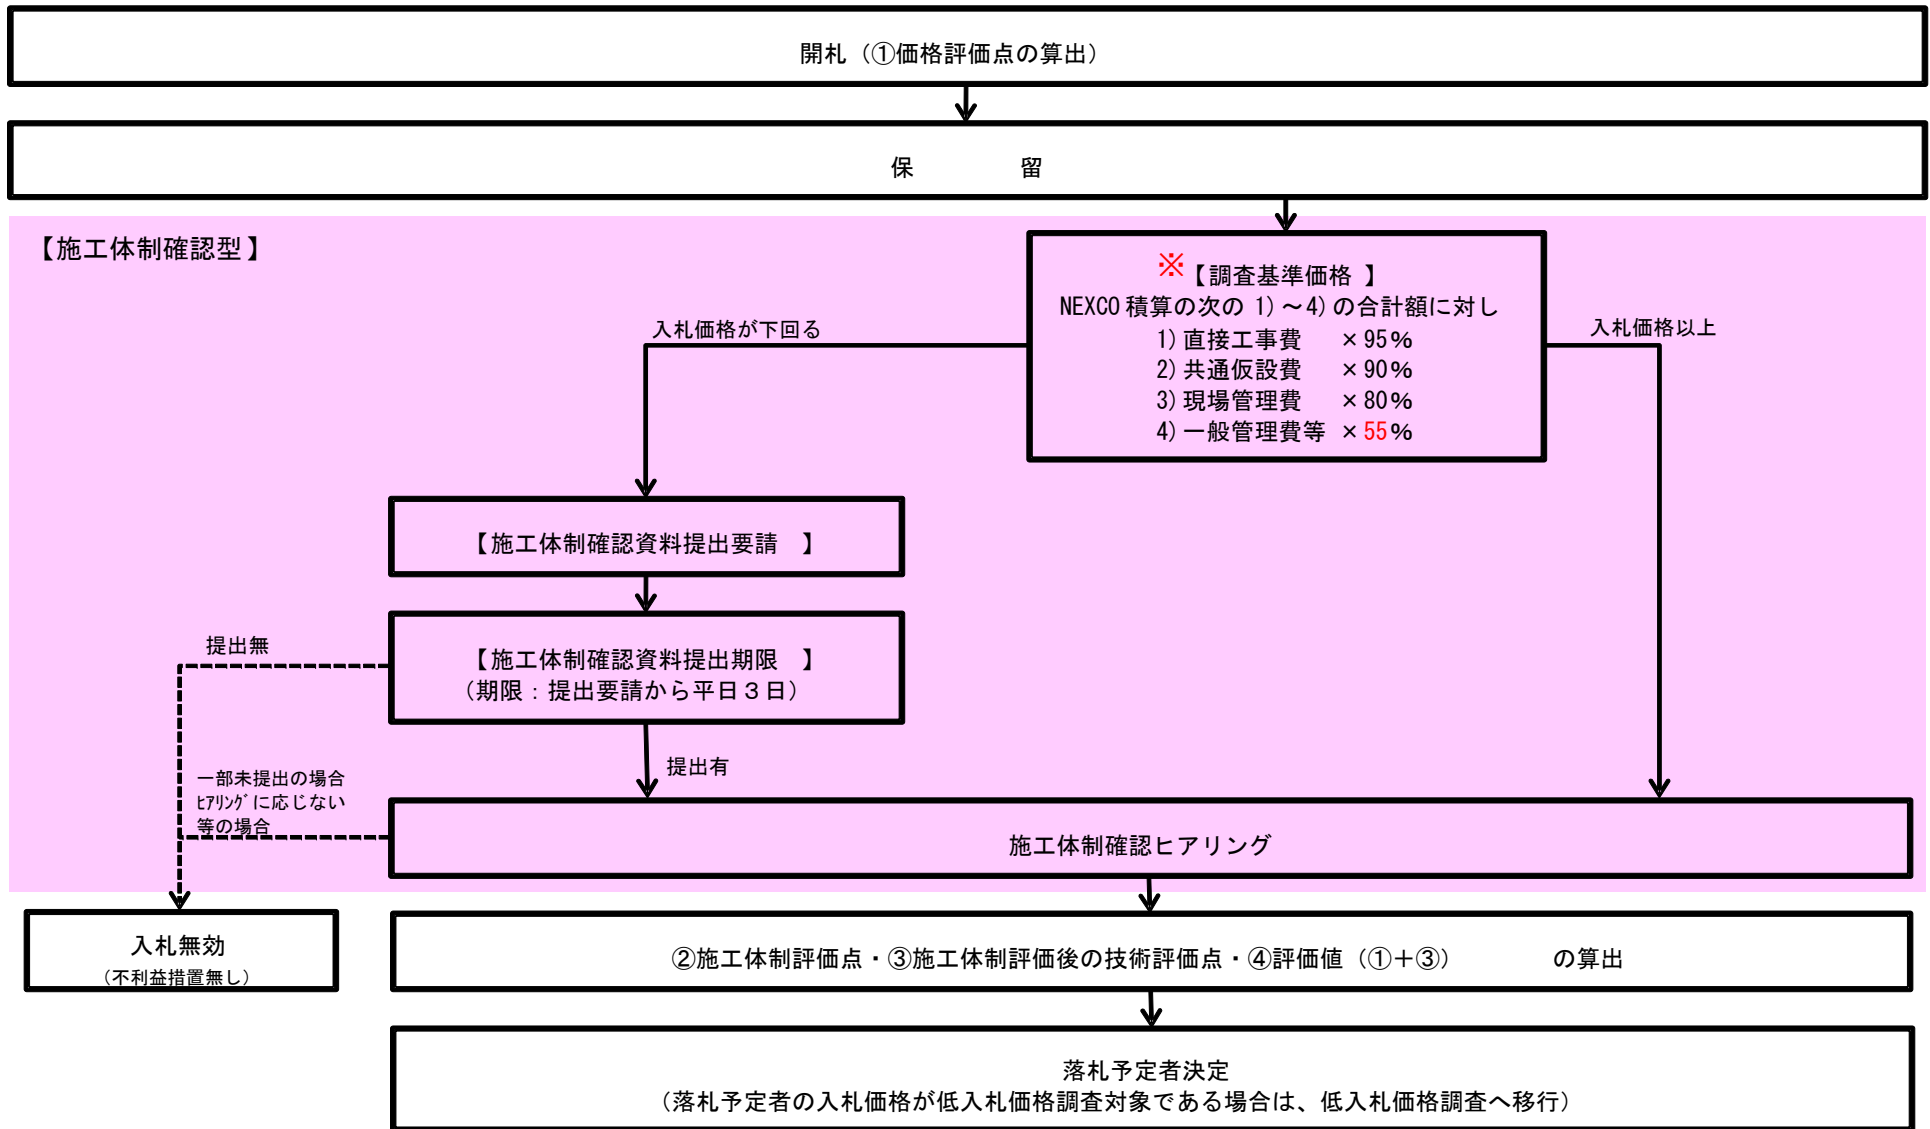 開札（①価格評価点の算出）
保　　　　留
【施工体制確認型】
※【調査基準価格 】
NEXCO積算の次の 1)～4)の合計額に対し
1)直接工事費　×95%
2)共通仮設費　×90%
3)現場管理費　×80%
4)一般管理費等 ×55%
入札価格が下回る
入札価格以上
【施工体制確認資料提出要請　】
【施工体制確認資料提出期限　】
（期限：提出要請から平日３日）
提出無
提出有
一部未提出の場合
ﾋｱﾘﾝｸﾞに応じない
等の場合
施工体制確認ヒアリング
入札無効
（不利益措置無し）
②施工体制評価点・③施工体制評価後の技術評価点・④評価値（①＋③）　　　　の算出
落札予定者決定
（落札予定者の入札価格が低入札価格調査対象である場合は、低入札価格調査へ移行）